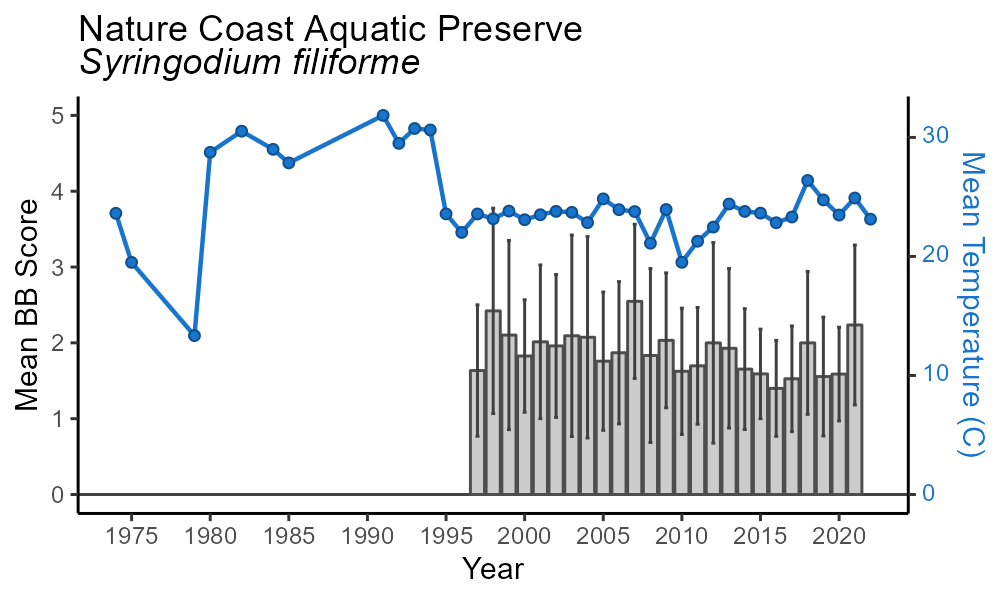 Nature Coast Aquatic Preserve
Syringodium filiforme
Mean BB Score
5
4
3
2
1
0
30
20
10
0
Mean Temperature (C)
1975 1980 1985 1990 1995 2000 2005 2010 2015 2020
Year